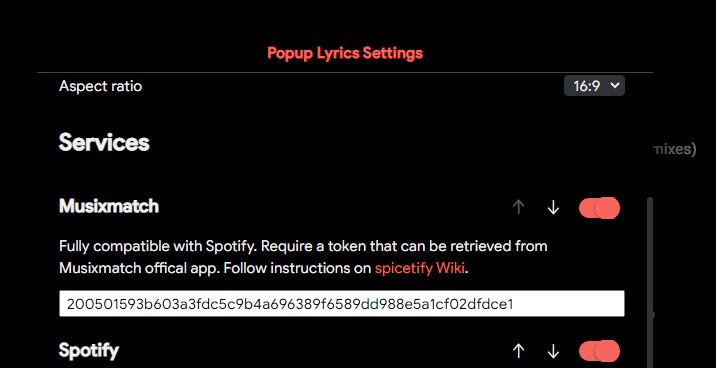 Popup Lyrics Settings
Aspect ratio
16:9
Services
mixes)
Musixmatch
Fully compatible with Spotify. Require a token that can be retrieved from
Musixmatch offical app. Follow instructions on spicetify Wiki.
200501593b603a3fdc5c9b4a696389f6589dd988e5a1cf02dfdce1
Spotify